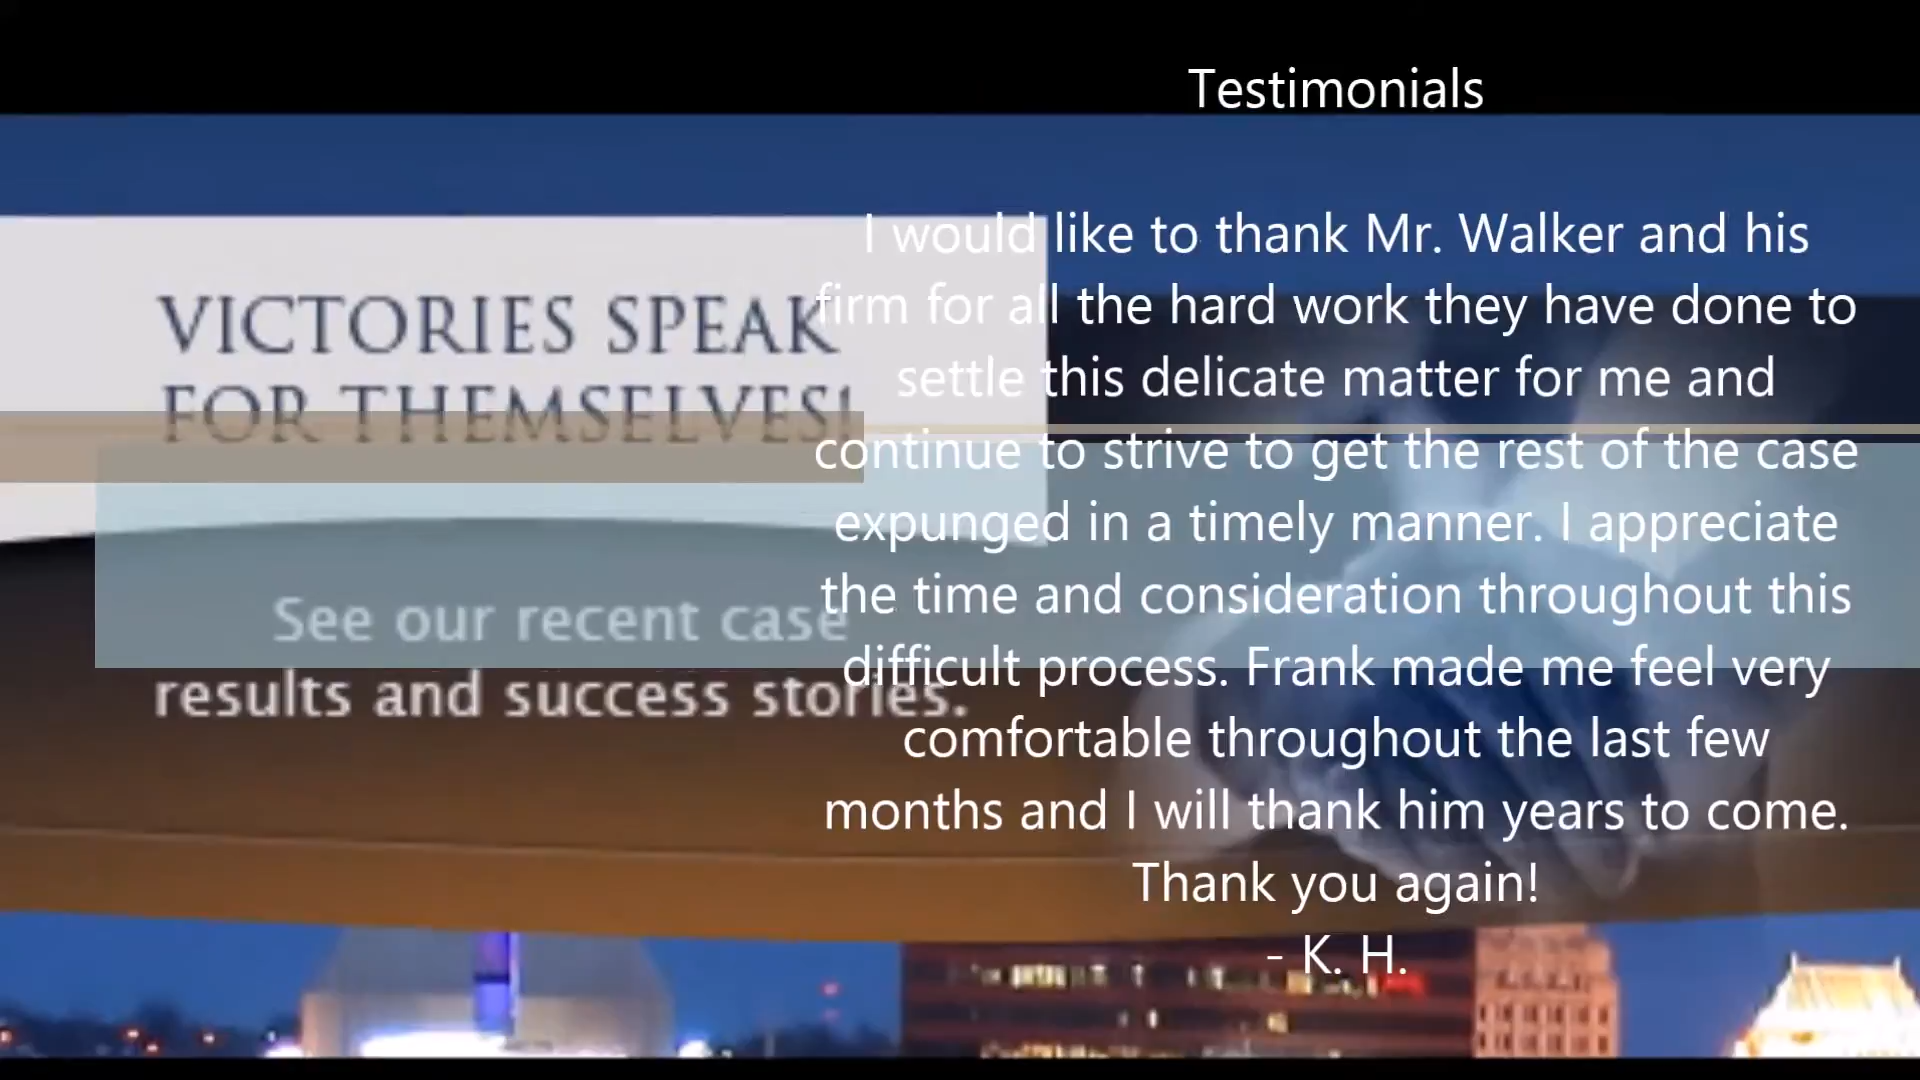 Testimonials
VICTORIES SPEAK
FOR THEMSELVES!
See our recent case
results and success stories.
I would like to thank Mr. Walker and his
firm for all the hard work they have done to
settle this delicate matter for me and
continue to strive to get the rest of the case
expunged in a timely manner. I appreciate
the time and consideration throughout this
difficult process. Frank made me feel very
comfortable throughout the last few
months and I will thank him years to come.
Thank you again!
- K. H.